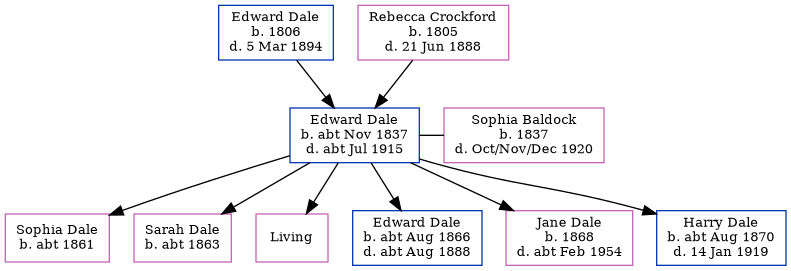 Edward Dale
b. 1806
d. 5 Mar 1894
Rebecca Crockford
b. 1805
d. 21 Jun 1888
Edward Dale
b. abt Nov 1837
d. abt Jul 1915
Sophia Baldock
b. 1837
d. Oct/Nov/Dec 1920
Sophia Dale
b. abt 1861
Sarah Dale
b. abt 1863
Living
Edward Dale
b. abt Aug 1866
d. abt Aug 1888
Jane Dale
b. 1868
d. abt Feb 1954
Harry Dale
b. abt Aug 1870
d. 14 Jan 1919